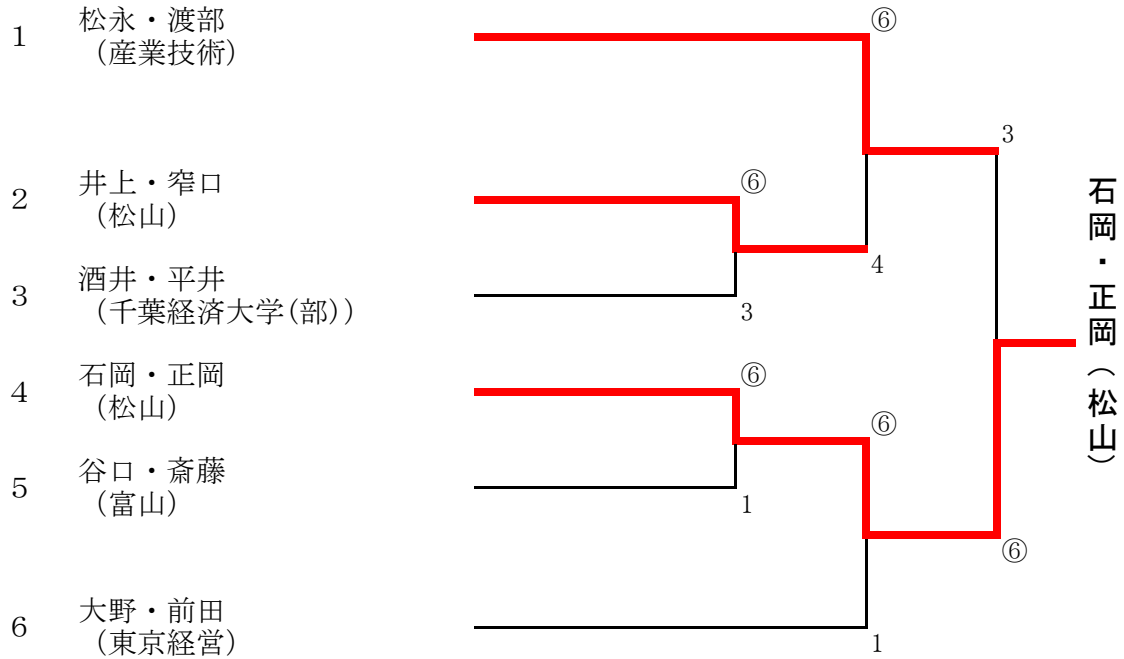 1
松永・渡部
（産業技術）
⑥
3
2
井上・窄口
（松山）
⑥
4
3
酒井・平井
（千葉経済大学(部)）
3
4
石岡・正岡
（松山）
⑥
⑥
5
谷口・斎藤
（富山）
1
⑥
6
大野・前田
（東京経営）
1
石岡・正岡（松山）